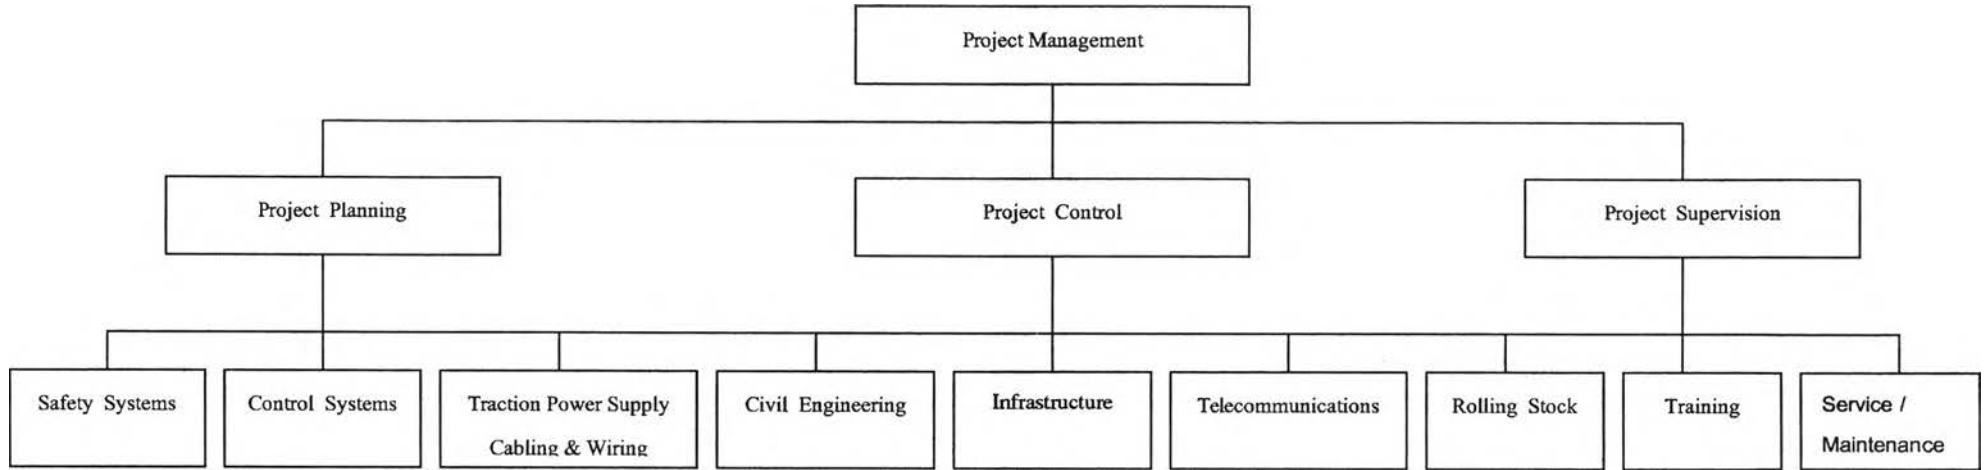 Project Management
Project Planning
Project Control
Project Supervision
Safety Systems
Control Systems
Traction Power Supply
Cabling & Wiring
Civil Engineering
Infrastructure
Telecommunications
Rolling Stock
Training
Service /
Maintenance